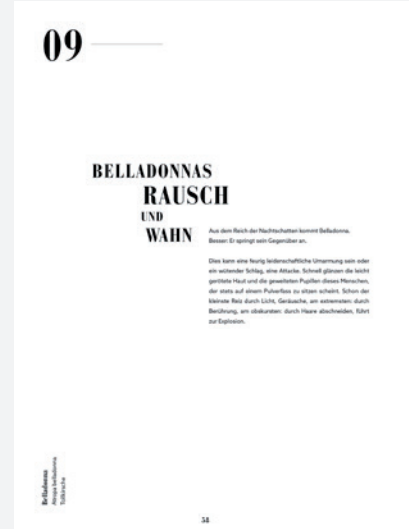 09
BELLADONNAS
RAUSCH
UND
WAHN
Aus dem Reich der Nachtschatten kommt Belladonna.
Besser: Er springt sein Gegenüber an.
Dies kann eine feurig leidenschaftliche Umarmung sein oder
ein wütender Schlag, eine Attacke. Schnell glänzen die leicht
gerötete Haut und die geweiteten Pupillen dieses Menschen,
der stets auf einem Pulverfass zu sitzen scheint. Schon der
kleinste Reiz durch Licht, Geräusche, am extremsten: durch
Berührung, am obskursten: durch Haare abschneiden, führt
zur Explosion.
Belladonna
Atropa belladonna
Tollkirsche
58